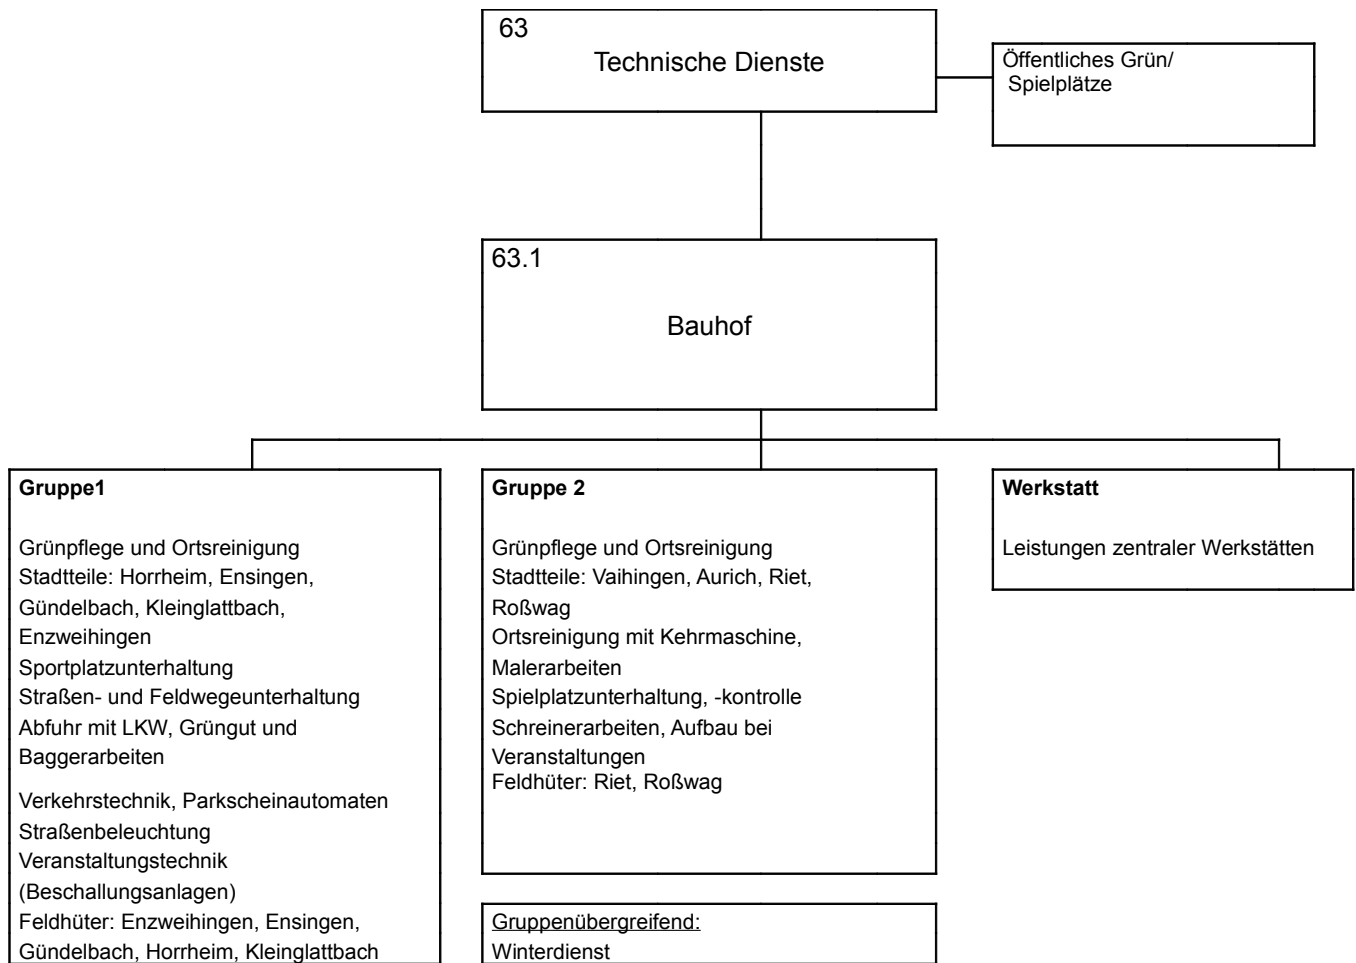 63
Technische Dienste
Öffentliches Grün/
Spielplätze
63.1
Bauhof
Gruppe1
Grünpflege und Ortsreinigung
Stadtteile: Horrheim, Ensingen,
Gündelbach, Kleinglattbach,
Enzweihingen
Sportplatzunterhaltung
Straßen- und Feldwegeunterhaltung
Abfuhr mit LKW, Grüngut und
Baggerarbeiten
Verkehrstechnik, Parkscheinautomaten
Straßenbeleuchtung
Veranstaltungstechnik
(Beschallungsanlagen)
Feldhüter: Enzweihingen, Ensingen,
Gündelbach, Horrheim, Kleinglattbach
Gruppe 2
Grünpflege und Ortsreinigung
Stadtteile: Vaihingen, Aurich, Riet,
Roßwag
Ortsreinigung mit Kehrmaschine,
Malerarbeiten
Spielplatzunterhaltung, -kontrolle
Schreinerarbeiten, Aufbau bei
Veranstaltungen
Feldhüter: Riet, Roßwag
Gruppenübergreifend:
Winterdienst
Werkstatt
Leistungen zentraler Werkstätten